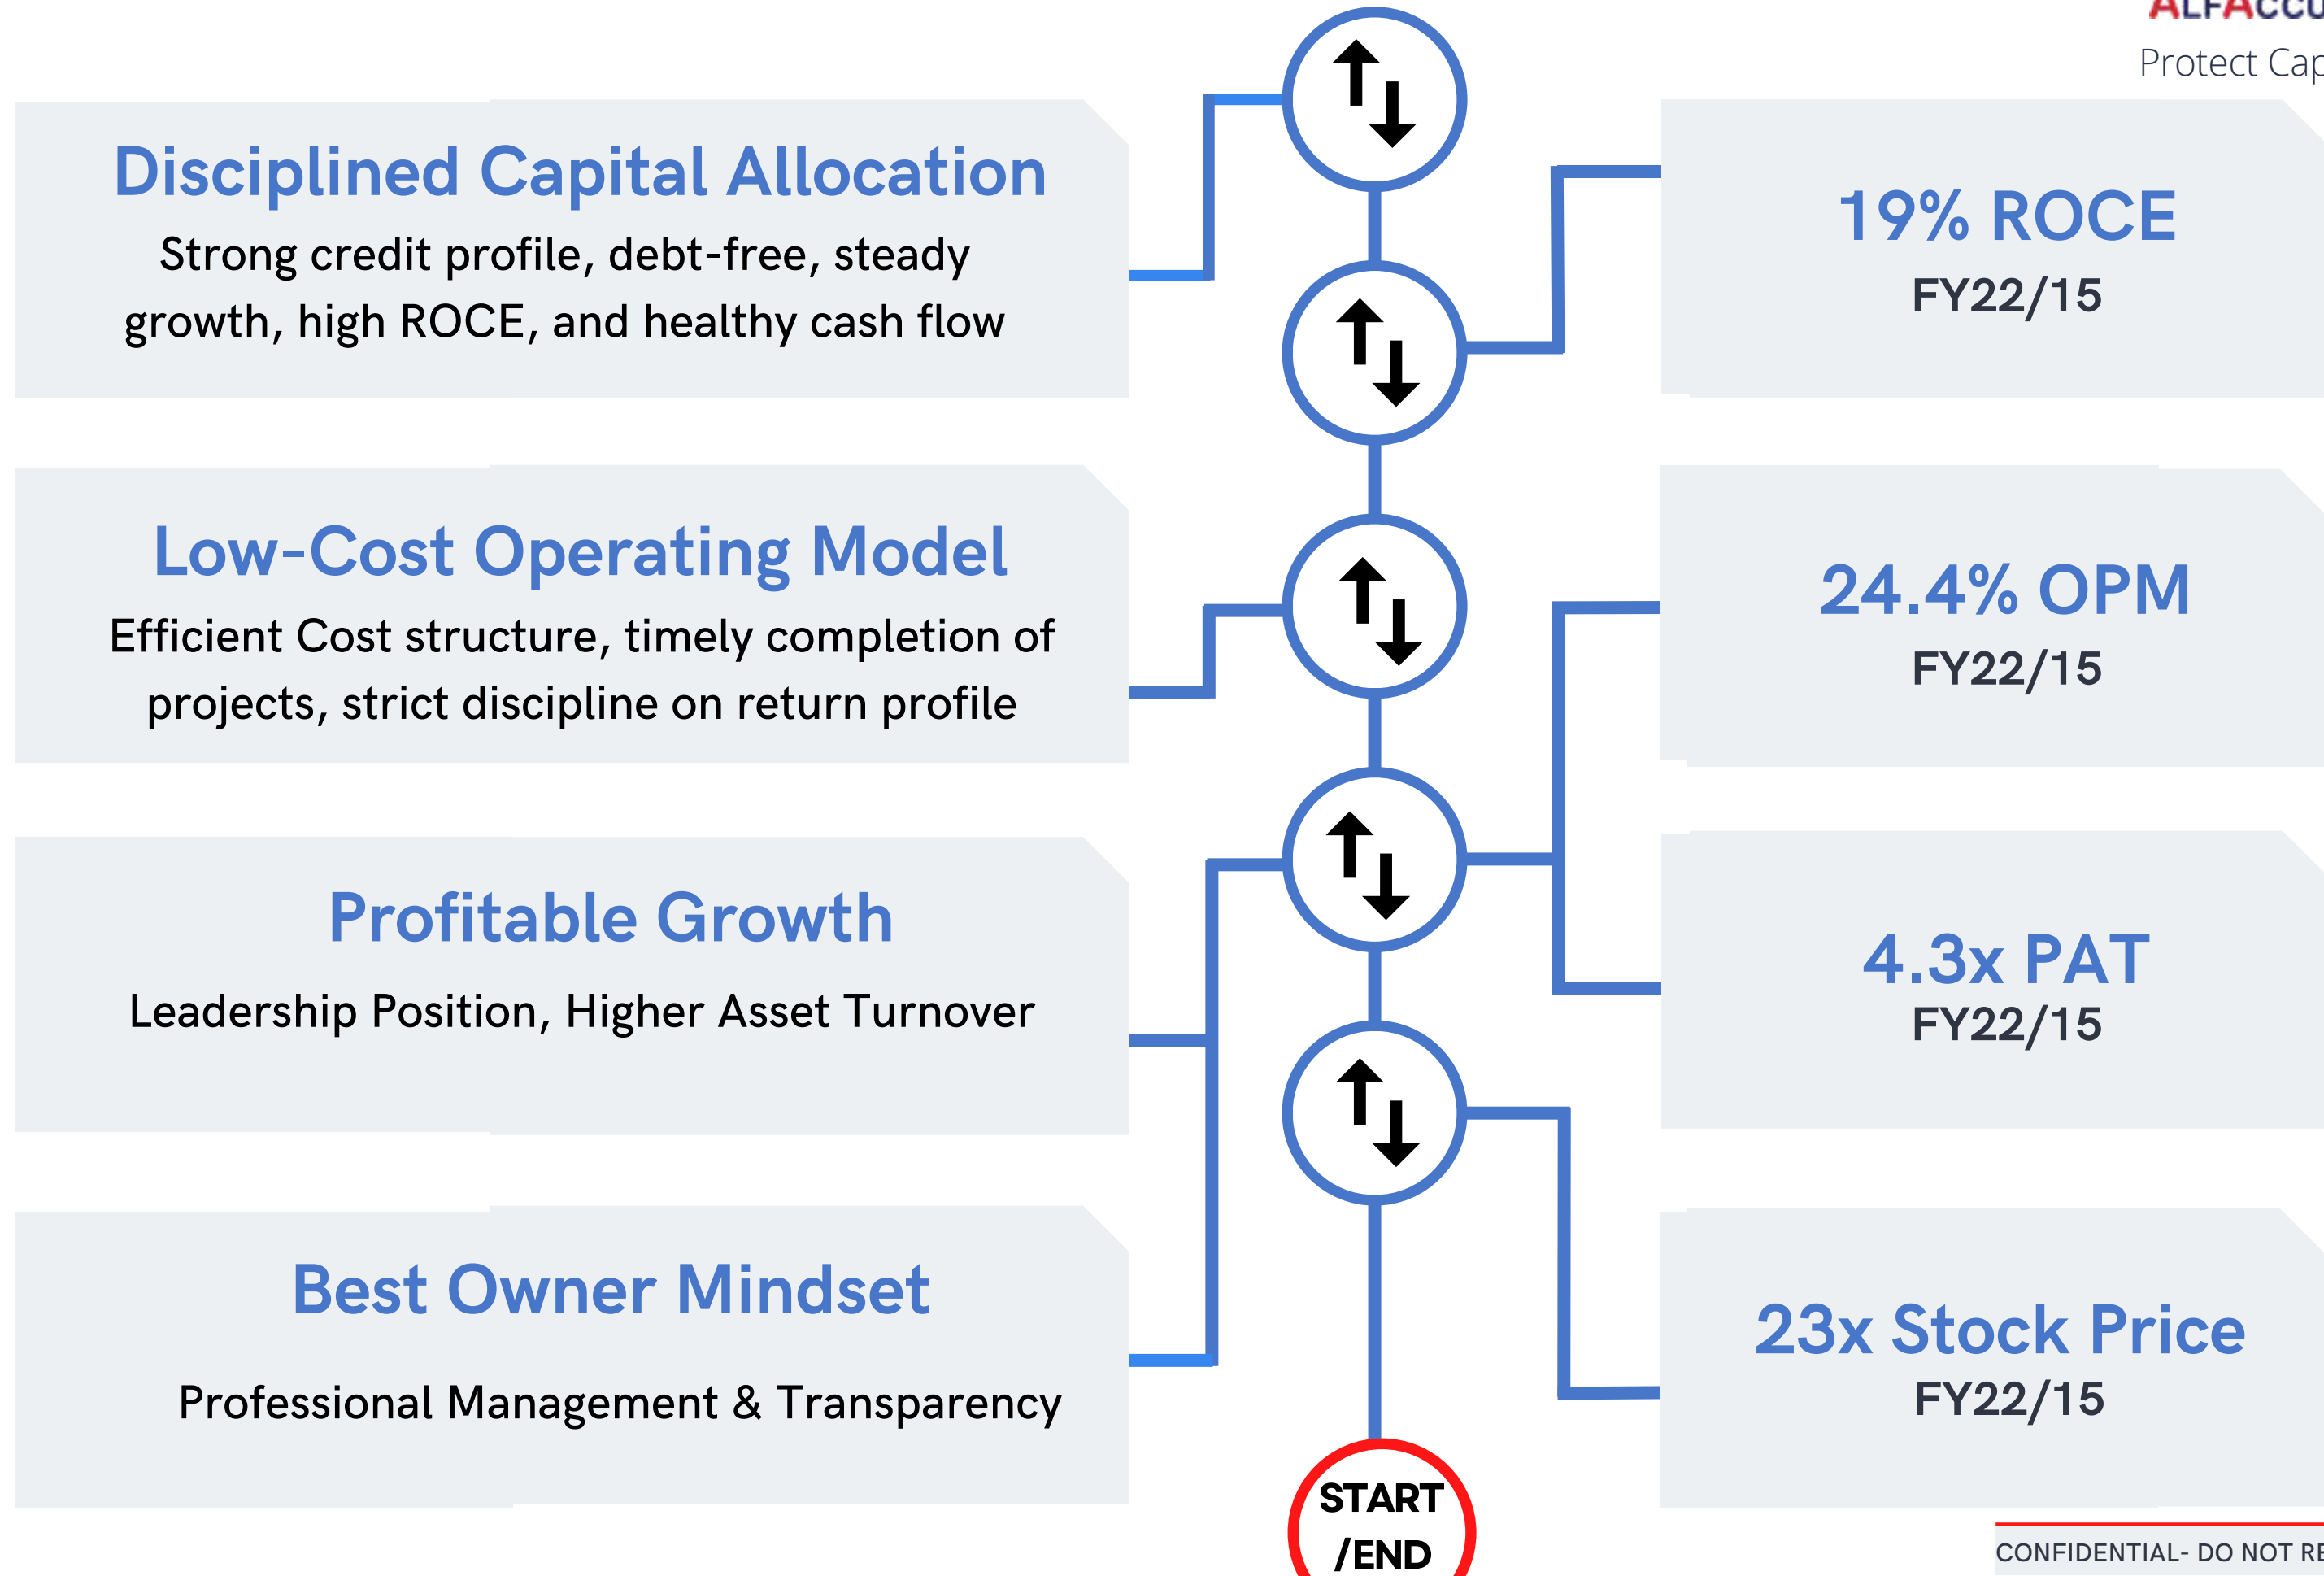 Protect
Disciplined Capital Allocation
Strong credit profile, debt-free, steady
growth, high ROCE, and healthy cash flow
19% ROCE
FY22/15
Low-Cost Operating Model
Efficient Cost structure, timely completion of
projects, strict discipline on return profile
24.4% OPM
FY22/15
Profitable Growth
Leadership Position, Higher Asset Turnover
4.3x PAT
FY22/15
Best Owner Mindset
Professional Management & Transparency
23x Stock Price
FY22/15
START
/END
CONFIDENTIAL- DO NOT